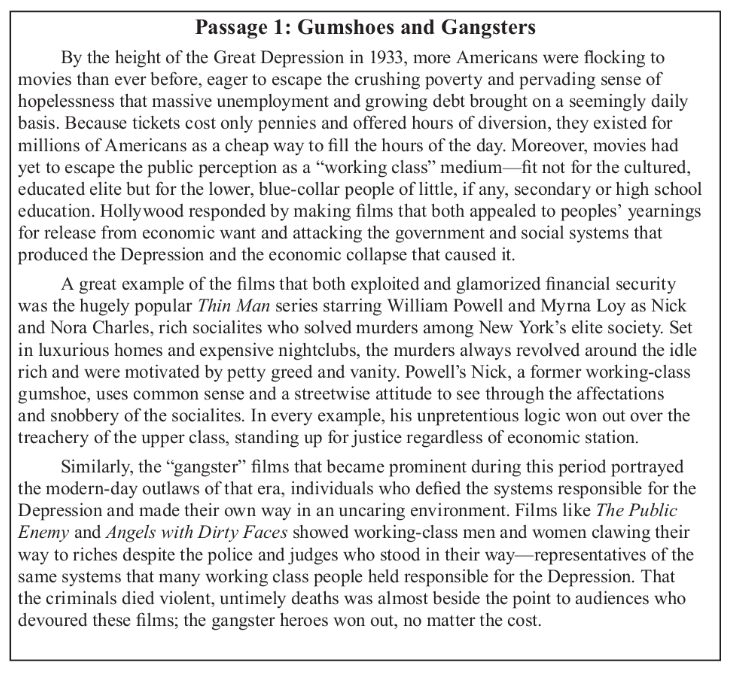 Passage 1: Gumshoes and Gangsters
By the height of the Great Depression in 1933, more Americans were flocking to
movies than ever before, eager to escape the crushing poverty and pervading sense of
hopelessness that massive unemployment and growing debt brought on a seemingly daily
basis. Because tickets cost only pennies and offered hours of diversion, they existed for
millions of Americans as a cheap way to fill the hours of the day. Moreover, movies had
yet to escape the public perception as a “working class” medium—fit not for the cultured,
educated elite but for the lower, blue-collar people of little, if any, secondary or high school
education. Hollywood responded by making films that both appealed to peoples’ yearnings
for release from economic want and attacking the government and social systems that
produced the Depression and the economic collapse that caused it.
A great example of the films that both exploited and glamorized financial security
was the hugely popular Thin Man series starring William Powell and Myrna Loy as Nick
and Nora Charles, rich socialites who solved murders among New York’s elite society. Set
in luxurious homes and expensive nightclubs, the murders always revolved around the idle
rich and were motivated by petty greed and vanity. Powell’s Nick, a former working-class
gumshoe, uses common sense and a streetwise attitude to see through the affectations
and snobbery of the socialites. In every example, his unpretentious logic won out over the
treachery of the upper class, standing up for justice regardless of economic station.
Similarly, the “gangster” films that became prominent during this period portrayed
the modern-day outlaws of that era, individuals who defied the systems responsible for the
Depression and made their own way in an uncaring environment. Films like The Public
Enemy and Angels with Dirty Faces showed working-class men and women clawing their
way to riches despite the police and judges who stood in their way—representatives of the
same systems that many working class people held responsible for the Depression. That
the criminals died violent, untimely deaths was almost beside the point to audiences who
devoured these films; the gangster heroes won out, no matter the cost.